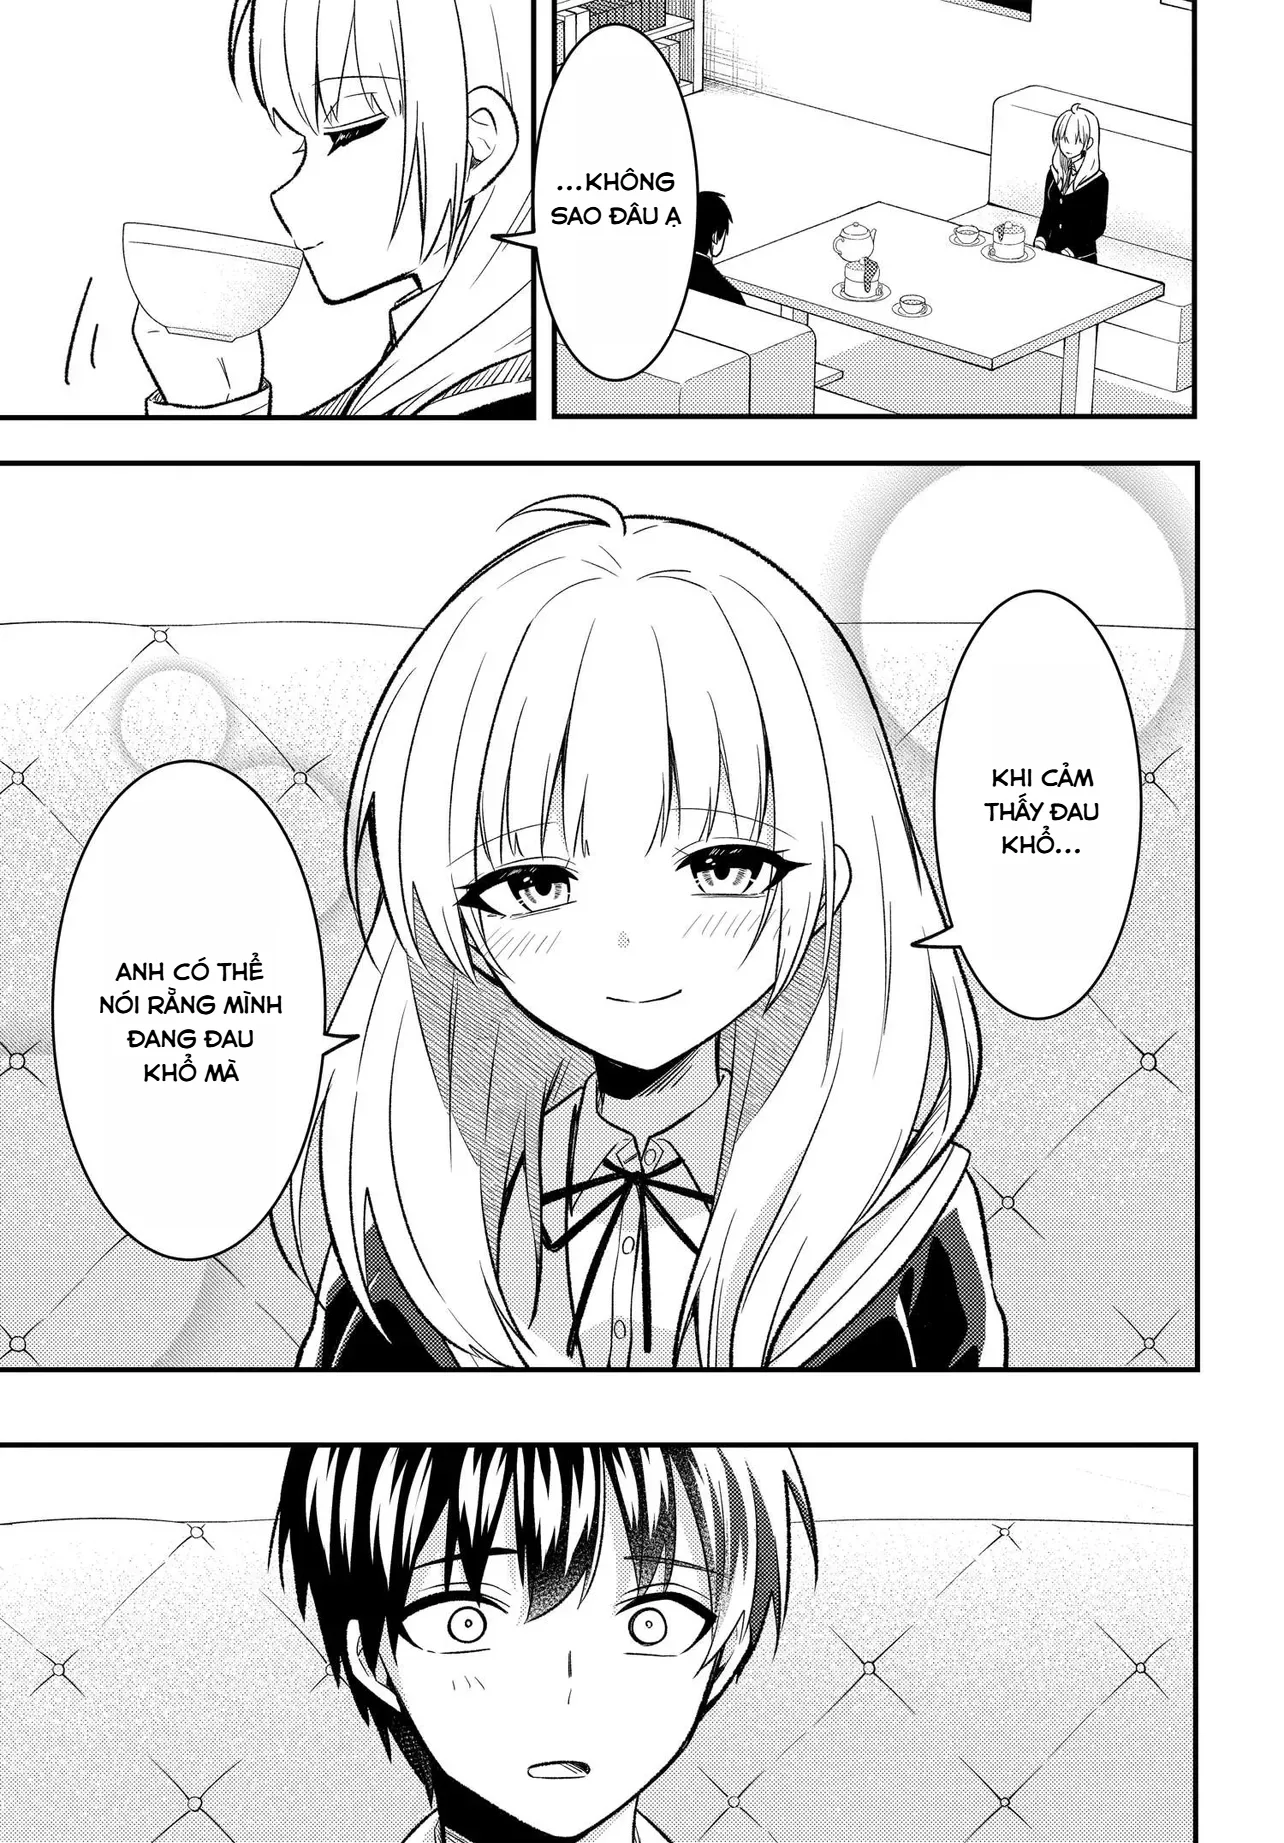 ...KHÔNG
SAO ĐÂU Ạ
KHI CẢM
THẤY ĐAU
KHỔ...
ANH CÓ THỂ
NÓI RẰNG MÌNH
ĐANG ĐAU
KHỔ MÀ